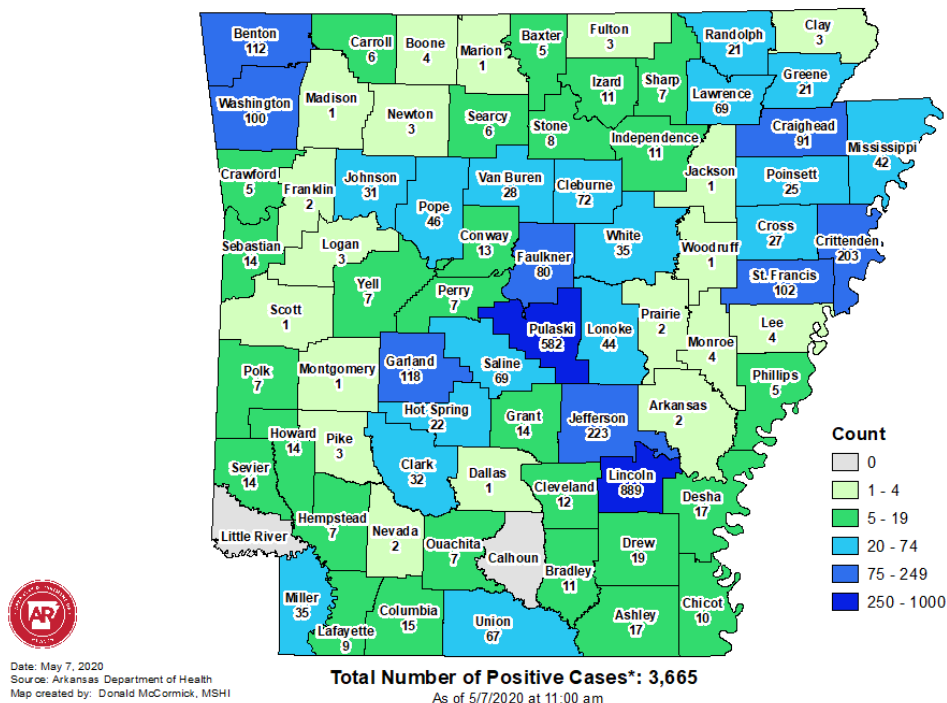 Benton
112
Carroll
6
Boone
4
Marion
1
Baxter
5
Fulton
3
Randolph
21
Clay
3
Washington
100
Madison
1
Newton
3
Searcy
6
Stone
8
Izard
11
Sharp
7
Lawrence
69
Greene
21
Independence
11
Craighead
91
Mississippi
42
Crawford
5
Franklin
2
Johnson
31
Pope
46
Van Buren
28
Cleburne
72
Jackson
1
Poinsett
25
Sebastian
14
Logan
3
Conway
13
Faulkner
80
White
35
Woodruff
1
Cross
27
Crittenden
203
St. Francis
102
Scott
1
Yell
7
Perry
7
Pulaski
582
Lonoke
44
Prairie
2
Monroe
4
Lee
4
Phillips
5
Polk
7
Montgomery
1
Garland
118
Saline
69
Hot Spring
22
Grant
14
Jefferson
223
Arkansas
2
Howard
14
Pike
3
Clark
32
Dallas
1
Cleveland
12
Lincoln
889
Desha
17
Sevier
14
Little River
Hempstead
7
Nevada
2
Ouachita
7
Calhoun
Bradley
11
Drew
19
Miller
35
Lafayette
9
Columbia
15
Union
67
Ashley
17
Chicot
10
Count
0
1 - 4
5 - 19
20 - 74
75 - 249
250 - 1000
AR
Date: May 7, 2020
Source: Arkansas Department of Health
Map created by: Donald McCormick, MSHI
Total Number of Positive Cases*: 3,665
As of 5/7/2020 at 11:00 am